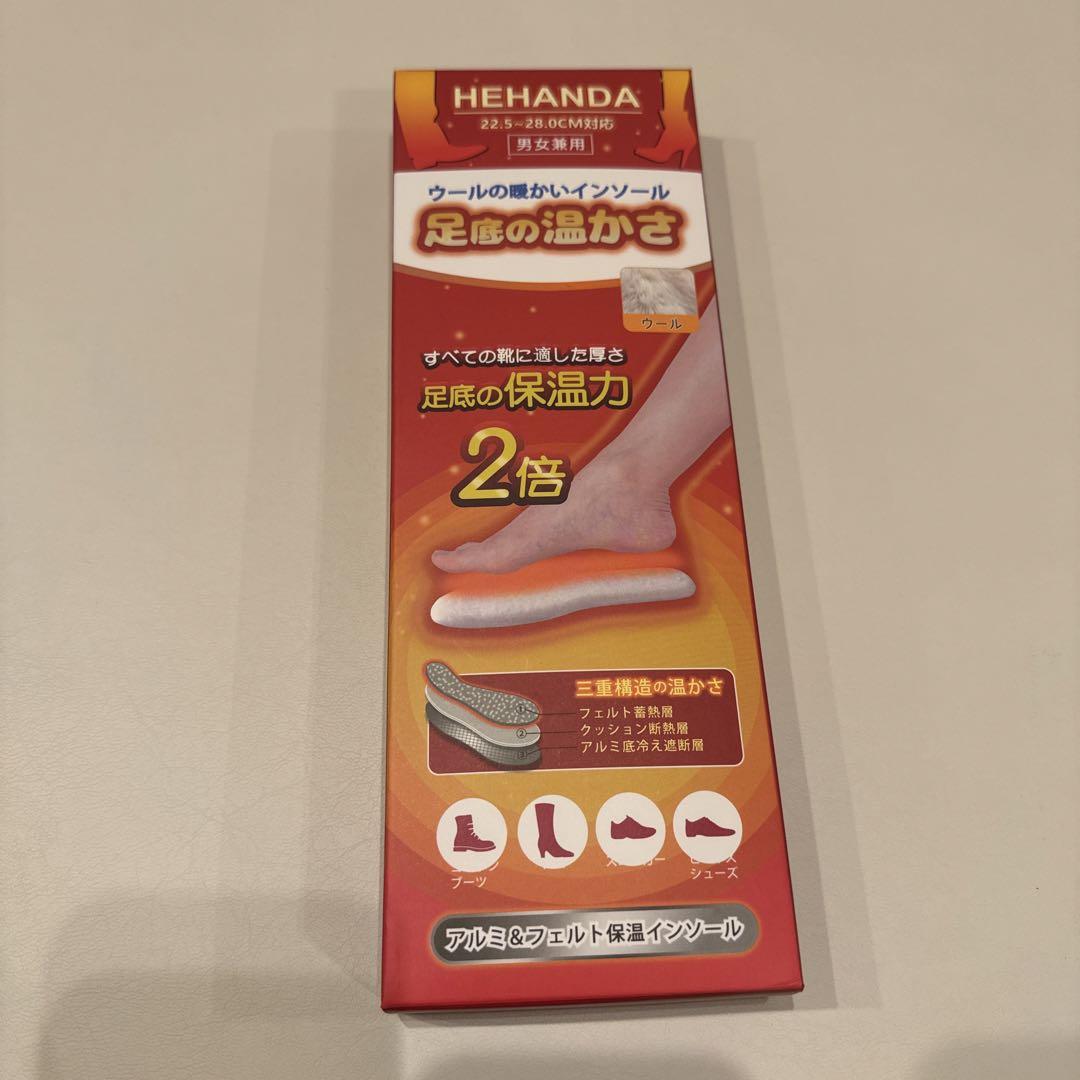 HEHANDA
22.5~28.0CM対応
男女兼用
ウールの暖かいインソール
足底の温かさ
ウール
すべての靴に適した厚さ
足底の保温力
2倍
三重構造の温かさ
① フェルト蓄熱層
② クッション断熱層
③ アルミ底冷え遮断層
ブーツ
シューズ
アルミ&フェルト保温インソール